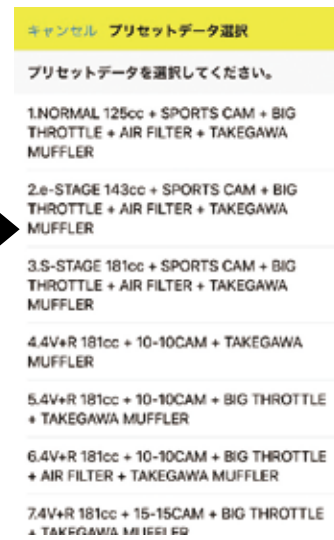 キャンセル プリセットデータ選択
プリセットデータを選択してください。
1.NORMAL 125cc + SPORTS CAM + BIG
THROTTLE + AIR FILTER + TAKEGAWA
MUFFLER
2.e-STAGE 143cc + SPORTS CAM + BIG
THROTTLE + AIR FILTER + TAKEGAWA
MUFFLER
3.S-STAGE 181cc + SPORTS CAM + BIG
THROTTLE + AIR FILTER + TAKEGAWA
MUFFLER
4.4V+R 181cc + 10-10CAM + TAKEGAWA
MUFFLER
5.4V+R 181cc + 10-10CAM + BIG THROTTLE
+ TAKEGAWA MUFFLER
6.4V+R 181cc + 10-10CAM + BIG THROTTLE
+ AIR FILTER + TAKEGAWA MUFFLER
7.4V+R 181cc + 15-15CAM + BIG THROTTLE
+ TAKEGAWA MUFFLER